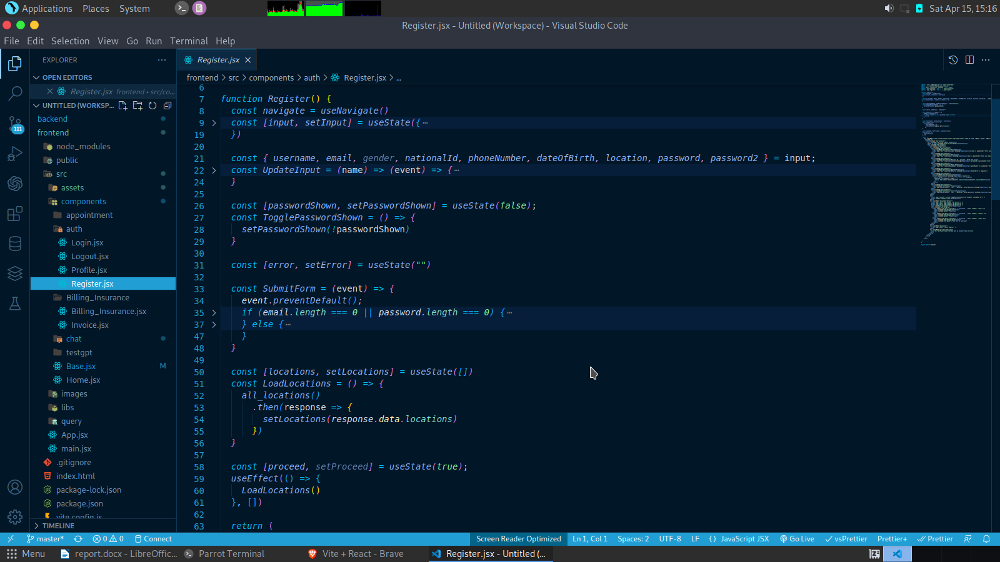 Applications Places System
Sat Apr 15, 15:16
Register.jsx - Untitled (Workspace) - Visual Studio Code
File Edit Selection View Go Run Terminal Help
EXPLORER
OPEN EDITORS
Register.jsx frontend • src/co...
UNTITLED (WORKSP...
backend
frontend
node_modules
public
src
assets
components
appointment
auth
Login.jsx
Logout.jsx
Profile.jsx
Register.jsx
Billing_Insurance
Billing_Insurance.jsx
Invoice.jsx
chat
testgpt
Base.jsx M
Home.jsx
images
libs
query
App.jsx
main.jsx
.gitignore
index.html
package-lock.json
package.json
vite.config.js
TIMELINE
111
Register.jsx
frontend > src > components > auth > Register.jsx > ...
6
7 function Register() {
8 const navigate = useNavigate()
9 const [input, setInput] = useState({ ⋯
19 })
20
21 const { username, email, gender, nationalId, phoneNumber, dateOfBirth, location, password, password2 } = input;
22 const UpdateInput = (name) => (event) => { ⋯
24 }
25
26 const [passwordShown, setPasswordShown] = useState(false);
27 const TogglePasswordShown = () => {
28 setPasswordShown(!passwordShown)
29 }
30
31 const [error, setError] = useState("")
32
33 const SubmitForm = (event) => {
34 event.preventDefault();
35 if (email.length === 0 || password.length === 0) { ⋯
37 } else { ⋯
47 }
48 }
49
50 const [locations, setLocations] = useState([])
51 const LoadLocations = () => {
52 all_locations()
53 .then(response => {
54 setLocations(response.data.locations)
55 })
56 }
57
58 const [proceed, setProceed] = useState(true);
59 useEffect(() => {
60 LoadLocations()
61 }, [])
62
63 return (
master* 0 0 Connect Screen Reader Optimized Ln 1, Col 1 Spaces: 2 UTF-8 LF {} JavaScript JSX Go Live vsPrettier Prettier+ Prettier
Menu report.docx - LibreOffic... Parrot Terminal Vite + React - Brave Register.jsx - Untitled (...